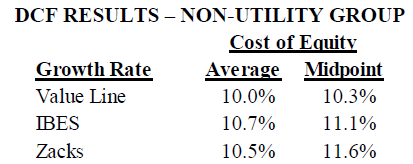 DCF RESULTS – NON-UTILITY GROUP
Cost of Equity
Growth Rate Average Midpoint
Value Line 10.0% 10.3%
IBES 10.7% 11.1%
Zacks 10.5% 11.6%